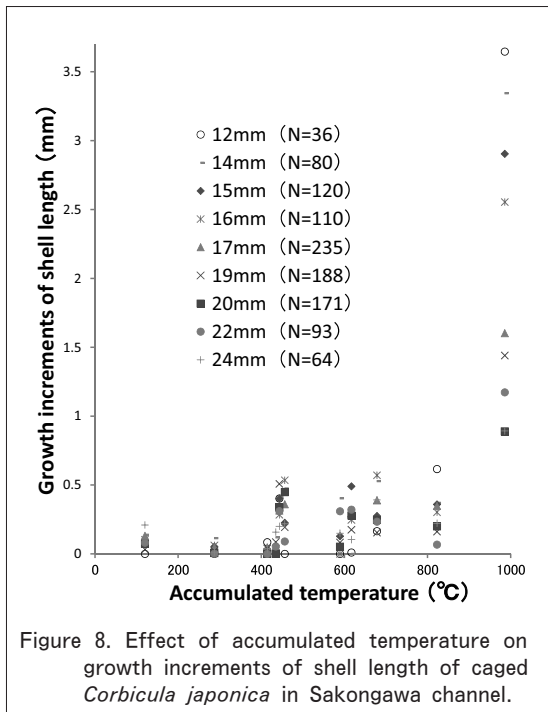 3.5
3
2.5
2
1.5
1
0.5
0
Growth increments of shell length (mm)
12mm (N=36)
14mm (N=80)
15mm (N=120)
16mm (N=110)
17mm (N=235)
19mm (N=188)
20mm (N=171)
22mm (N=93)
24mm (N=64)
0 200 400 600 800 1000
Accumulated temperature (℃)
Figure 8. Effect of accumulated temperature on
growth increments of shell length of caged
Corbicula japonica in Sakongawa channel.